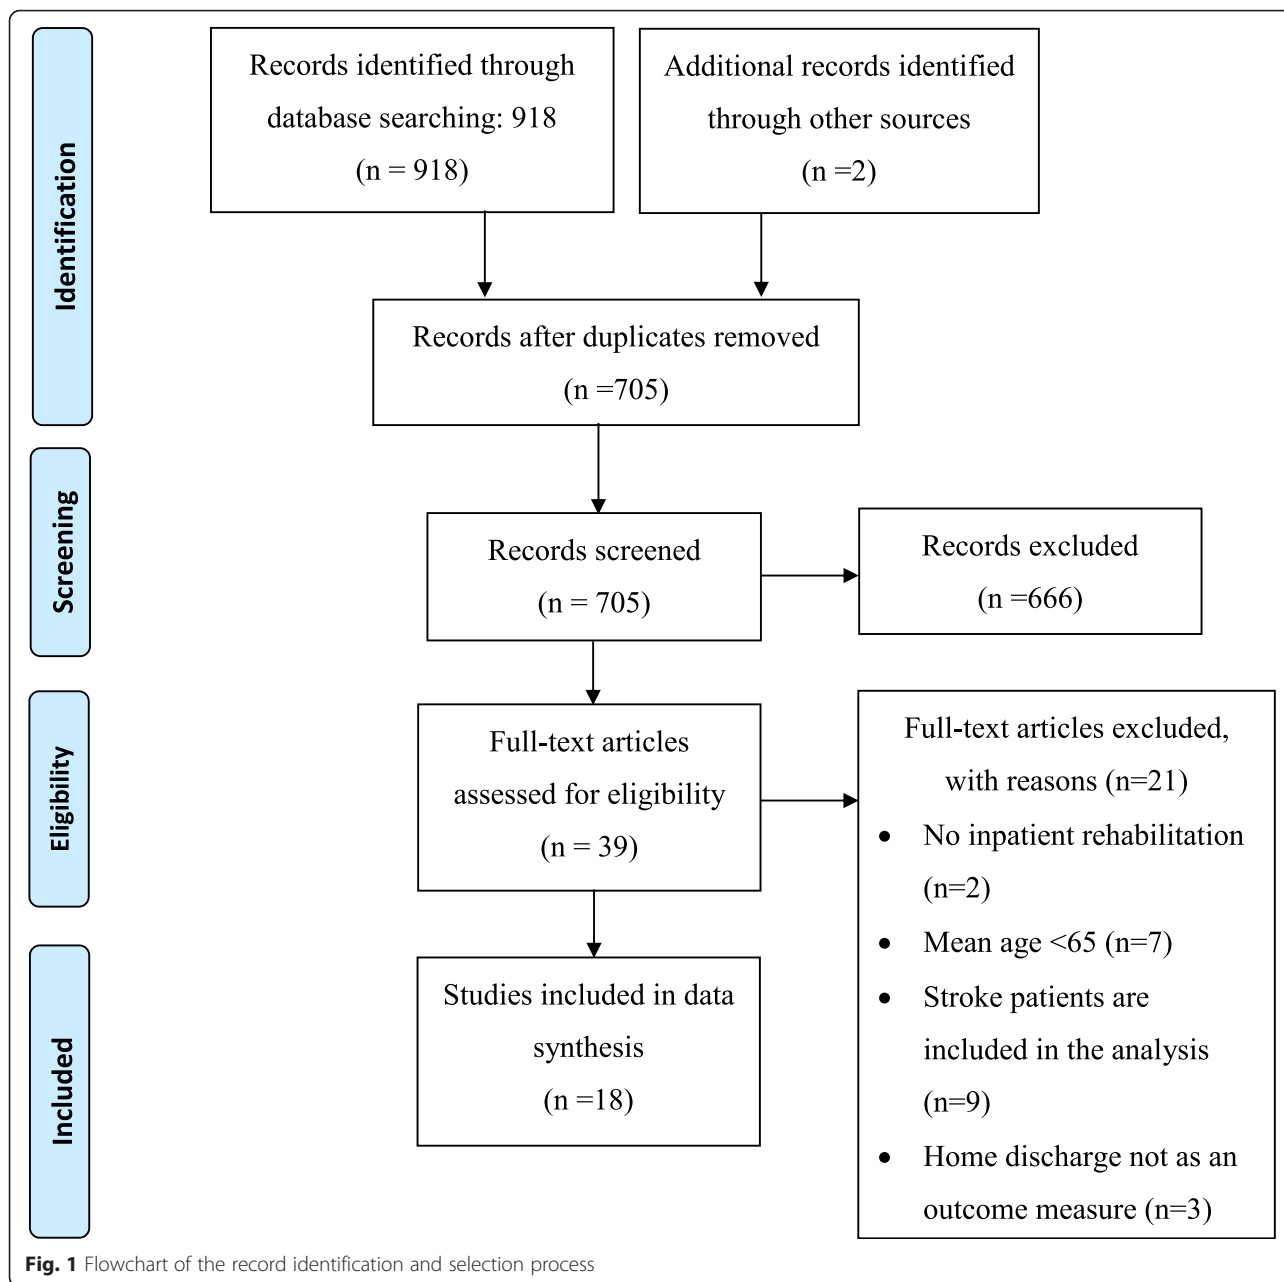 Identification
Records identified through
database searching: 918
(n = 918)
Additional records identified
through other sources
(n =2)
Records after duplicates removed
(n =705)
Screening
Records screened
(n = 705)
Records excluded
(n =666)
Eligibility
Full-text articles
assessed for eligibility
(n = 39)
Full-text articles excluded,
with reasons (n=21)
• No inpatient rehabilitation
(n=2)
• Mean age <65 (n=7)
• Stroke patients are
included in the analysis
(n=9)
• Home discharge not as an
outcome measure (n=3)
Included
Studies included in data
synthesis
(n =18)
Fig. 1 Flowchart of the record identification and selection process